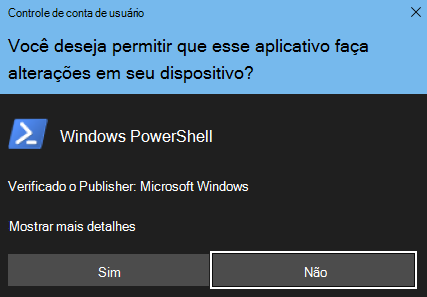 Controle de conta de usuário
Você deseja permitir que esse aplicativo faça
alterações em seu dispositivo?
Windows PowerShell
Verificado o Publisher: Microsoft Windows
Mostrar mais detalhes
Sim
Não